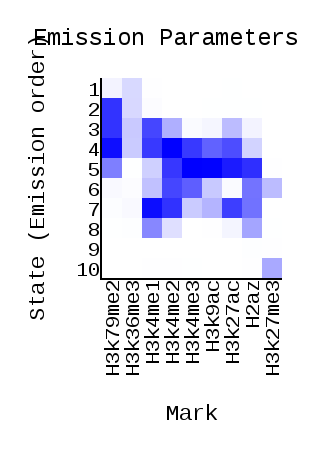 Emission Parameters
State (Emission order)
1
2
3
4
5
6
7
8
9
10
H3k79me2
H3k36me3
H3k4me1
H3k4me2
H3k4me3
H3k9ac
H3k27ac
H2az
H3k27me3
Mark